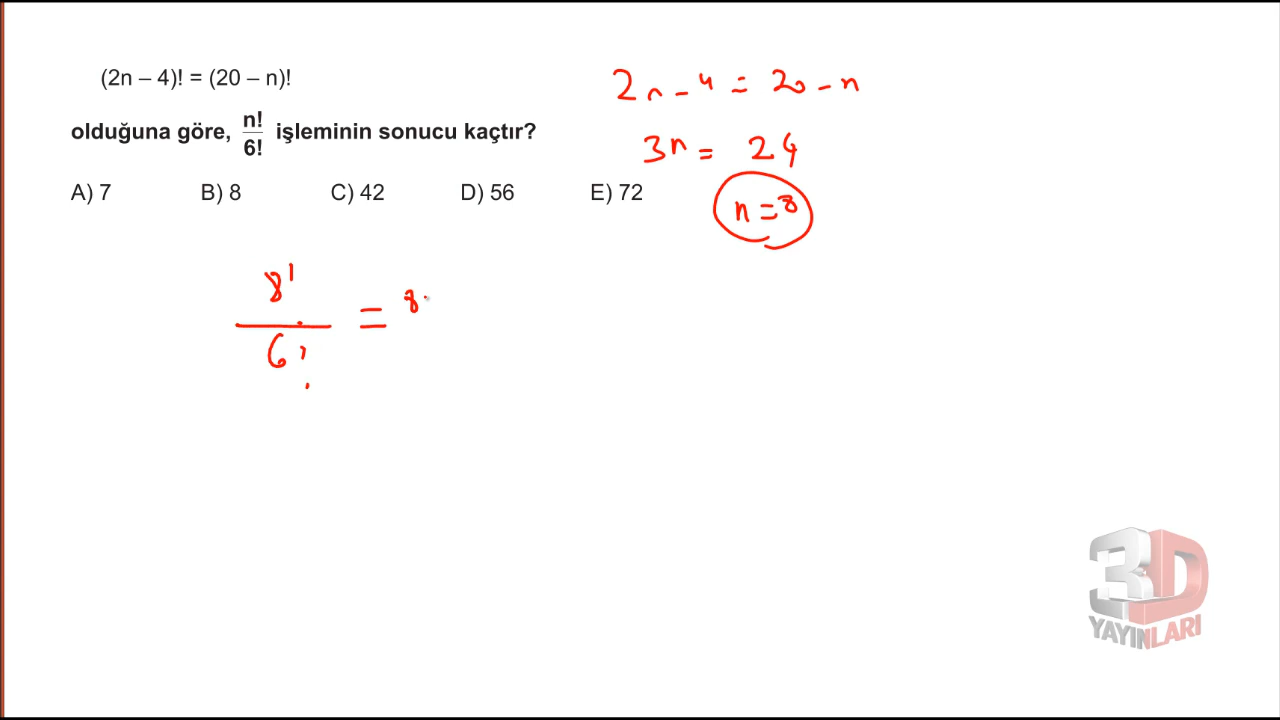 (2n – 4)! = (20 – n)!
olduğuna göre, n!/6! işleminin sonucu kaçtır?
A) 7 B) 8 C) 42 D) 56 E) 72
2n - 4 = 20 - n
3n = 24
n = 8
8!/6! = 8.
3D
YAYINLARI